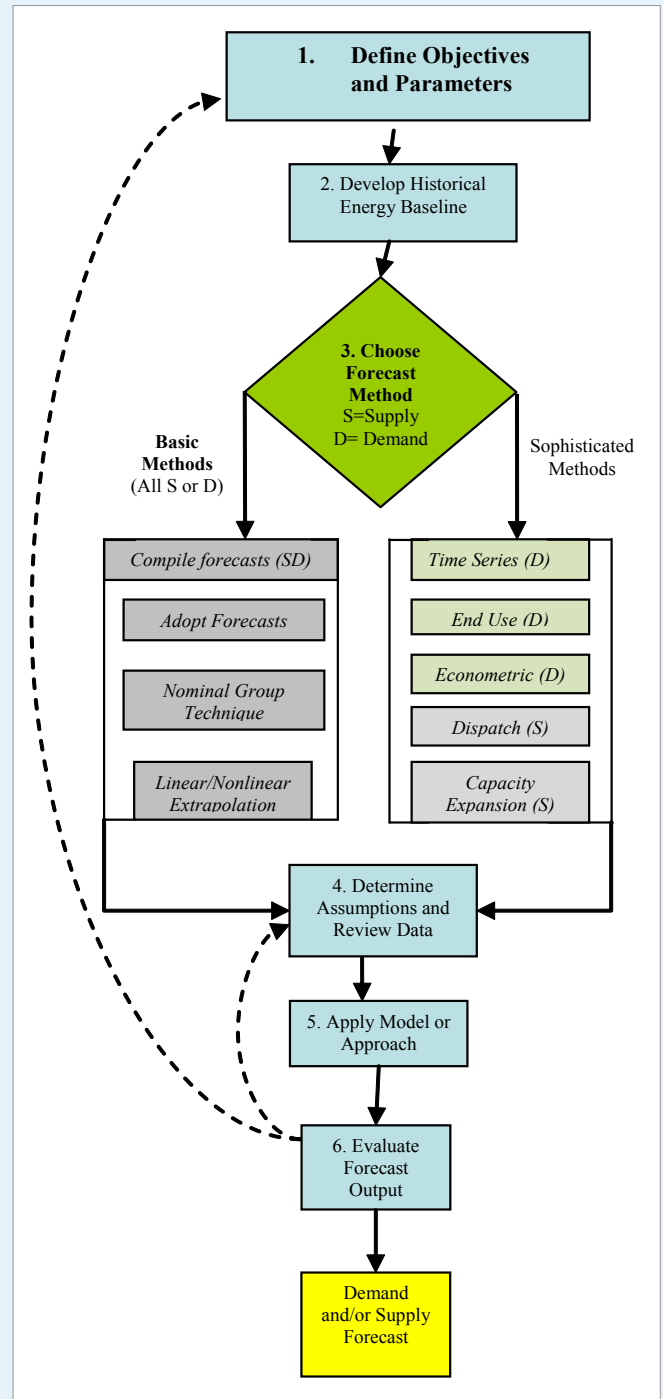 1. Define Objectives
and Parameters
2. Develop Historical
Energy Baseline
3. Choose
Forecast
Method
S=Supply
D= Demand
Basic
Methods
(All S or D)
Sophisticated
Methods
Compile forecasts (SD)
Adopt Forecasts
Nominal Group
Technique
Linear/Nonlinear
Extrapolation
Time Series (D)
End Use (D)
Econometric (D)
Dispatch (S)
Capacity
Expansion (S)
4. Determine
Assumptions and
Review Data
5. Apply Model or
Approach
6. Evaluate
Forecast
Output
Demand
and/or Supply
Forecast